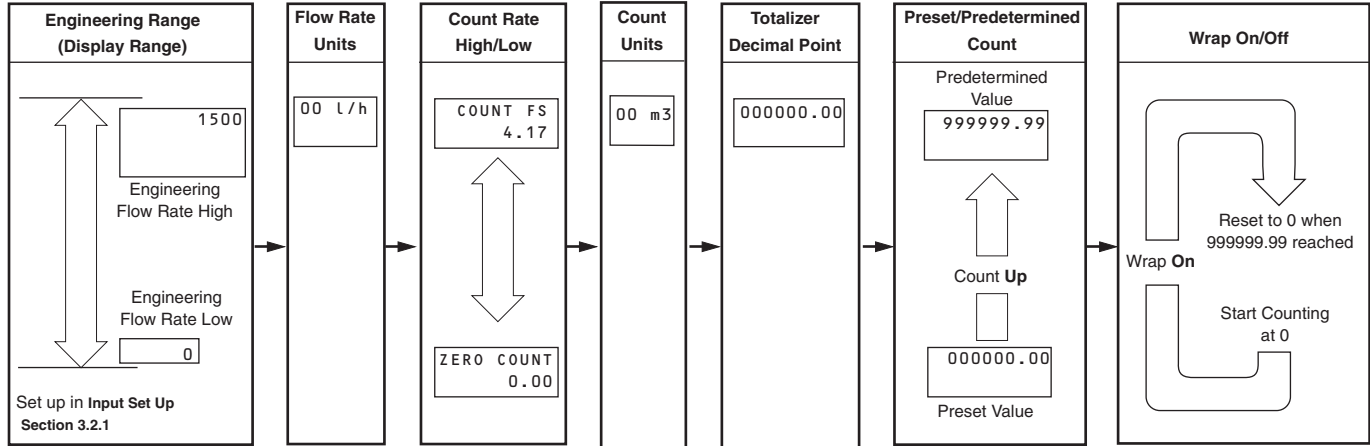 Engineering Range
(Display Range)
1500
Engineering
Flow Rate High
Engineering
Flow Rate Low
0
Set up in Input Set Up
Section 3.2.1
Flow Rate
Units
00 l/h
Count Rate
High/Low
COUNT FS
4.17
ZERO COUNT
0.00
Count
Units
00 m3
Totalizer
Decimal Point
000000.00
Preset/Predetermined
Count
Predetermined
Value
999999.99
Count Up
000000.00
Preset Value
Wrap On/Off
Reset to 0 when
999999.99 reached
Wrap On
Start Counting
at 0